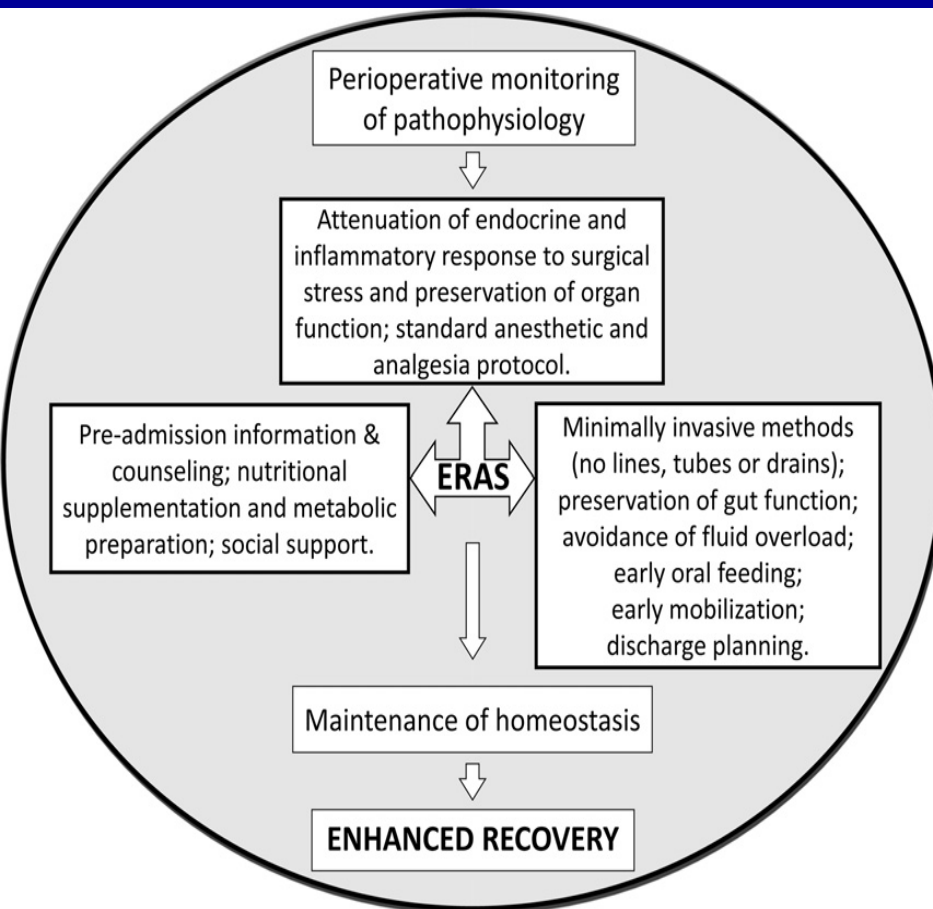 Perioperative monitoring
of pathophysiology
Attenuation of endocrine and
inflammatory response to surgical
stress and preservation of organ
function; standard anesthetic and
analgesia protocol.
Pre-admission information &
counseling; nutritional
supplementation and metabolic
preparation; social support.
ERAS
Minimally invasive methods
(no lines, tubes or drains);
preservation of gut function;
avoidance of fluid overload;
early oral feeding;
early mobilization;
discharge planning.
Maintenance of homeostasis
ENHANCED RECOVERY